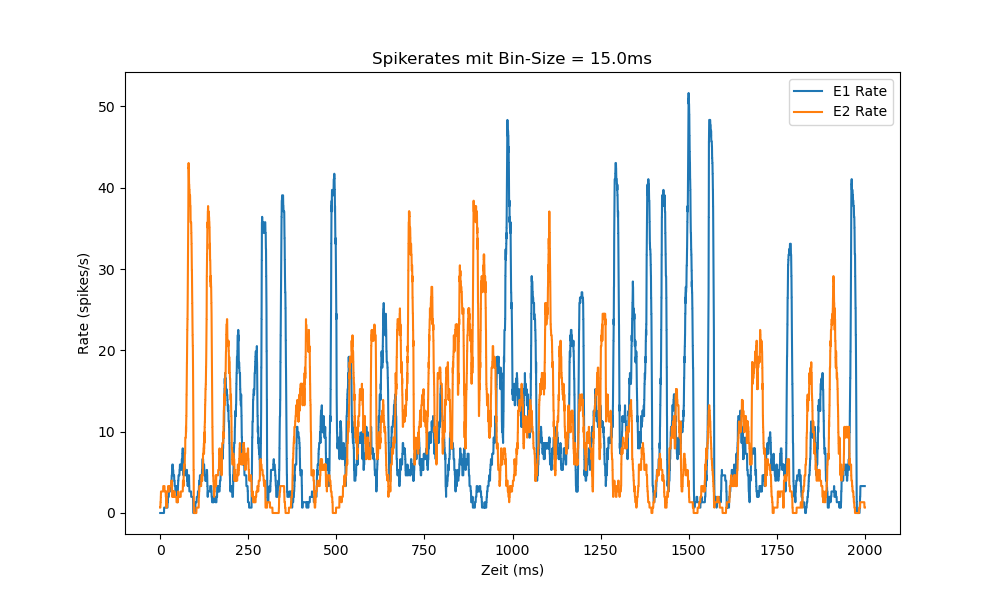 Spikerates mit Bin-Size = 15.0ms
E1 Rate
E2 Rate
Rate (spikes/s)
50
40
30
20
10
0
0 250 500 750 1000 1250 1500 1750 2000
Zeit (ms)